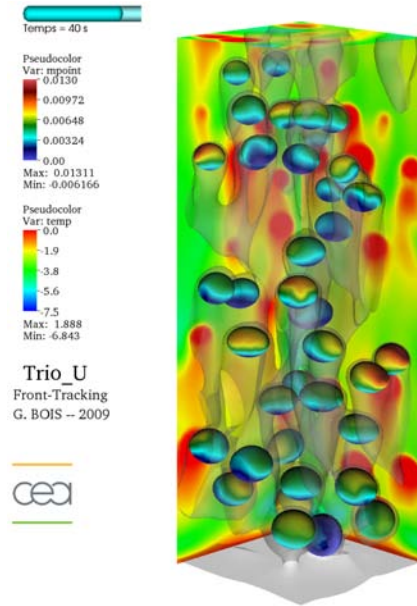 Temps = 40 s
Pseudocolor
Var: mpoint
0.0130
0.00972
0.00648
0.00324
0.00
Max: 0.01311
Min: -0.006166
Pseudocolor
Var: temp
0.0
-1.9
-3.8
-5.6
-7.5
Max: 1.888
Min: -6.843
Trio_U
Front-Tracking
G. BOIS -- 2009
cea